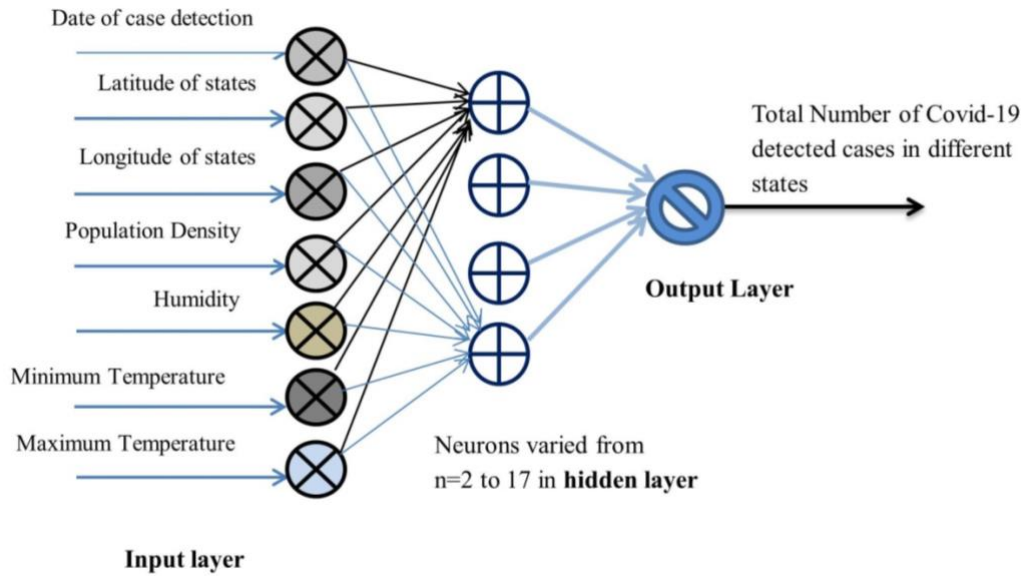 Date of case detection
Latitude of states
Longitude of states
Population Density
Humidity
Minimum Temperature
Maximum Temperature
Input layer
Neurons varied from
n=2 to 17 in hidden layer
Total Number of Covid-19
detected cases in different
states
Output Layer